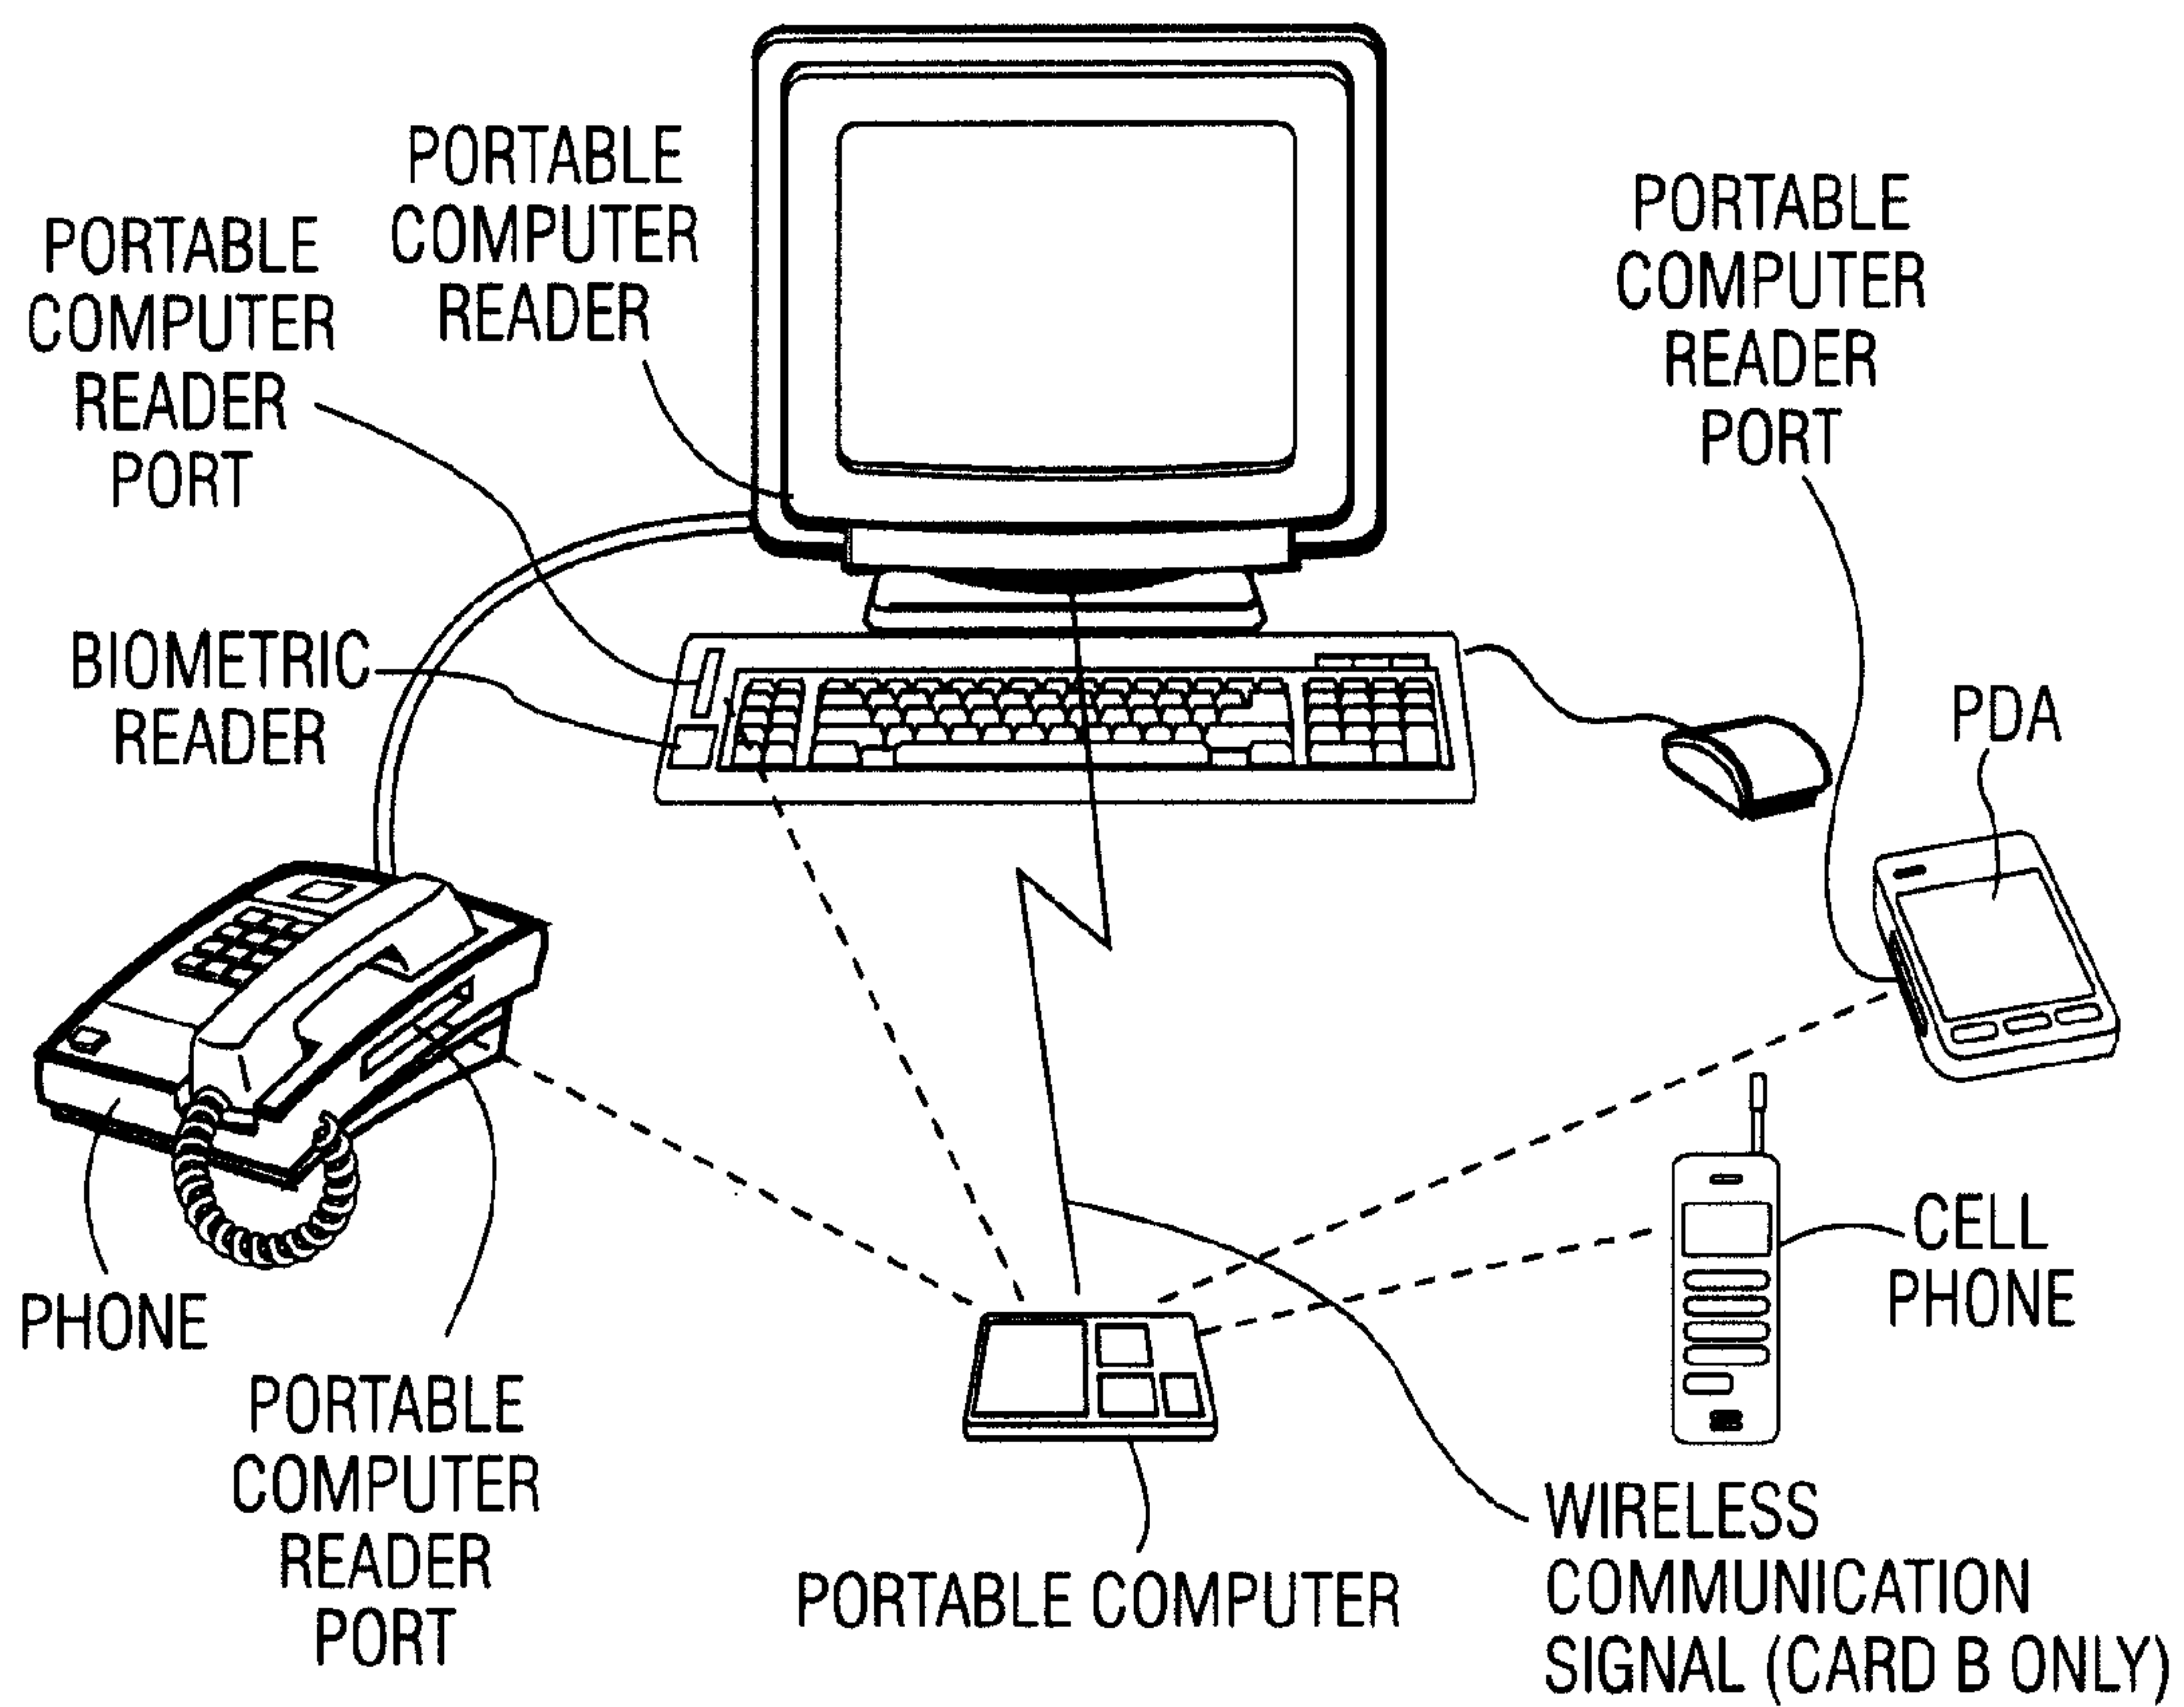 PORTABLE
COMPUTER
READER
PORTABLE
COMPUTER
READER
PORT
PORTABLE
COMPUTER
READER
PORT
BIOMETRIC
READER
PDA
CELL
PHONE
PHONE
PORTABLE
COMPUTER
READER
PORT
PORTABLE COMPUTER
WIRELESS
COMMUNICATION
SIGNAL (CARD B ONLY)